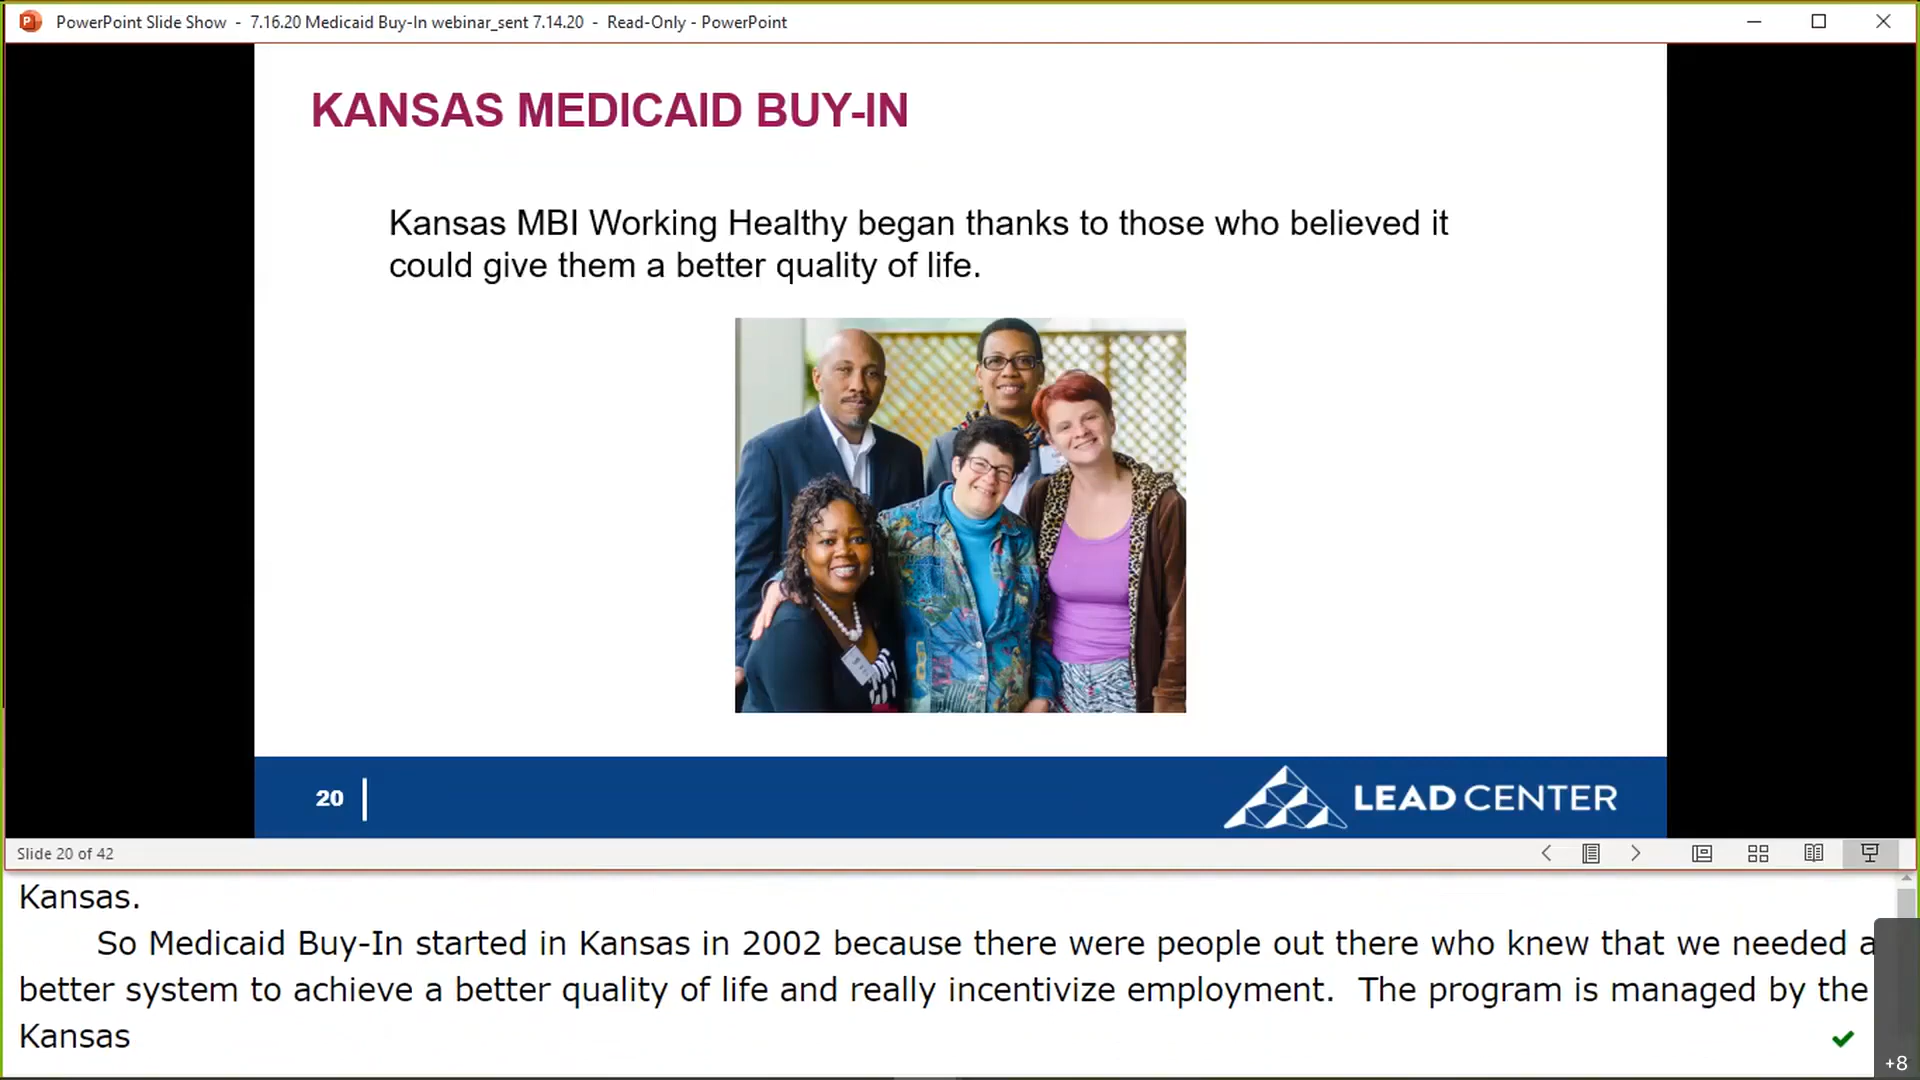 PowerPoint Slide Show - 7.16.20 Medicaid Buy-In webinar_sent 7.14.20 - Read-Only - PowerPoint
KANSAS MEDICAID BUY-IN
Kansas MBI Working Healthy began thanks to those who believed it
could give them a better quality of life.
20
LEAD CENTER
Slide 20 of 42
Kansas.
So Medicaid Buy-In started in Kansas in 2002 because there were people out there who knew that we needed a
better system to achieve a better quality of life and really incentivize employment. The program is managed by the
Kansas
+8